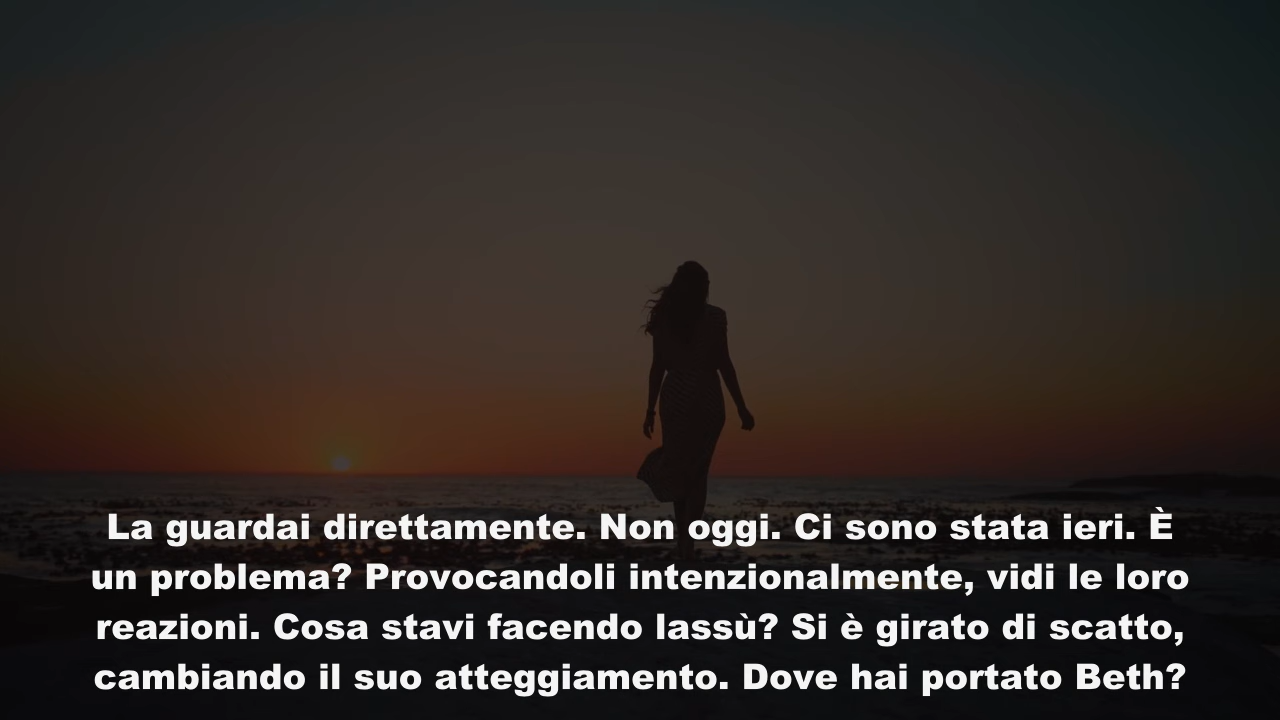 La guardai direttamente. Non oggi. Ci sono stata ieri. È
un problema? Provocandoli intenzionalmente, vidi le loro
reazioni. Cosa stavi facendo lassù? Si è girato di scatto,
cambiando il suo atteggiamento. Dove hai portato Beth?